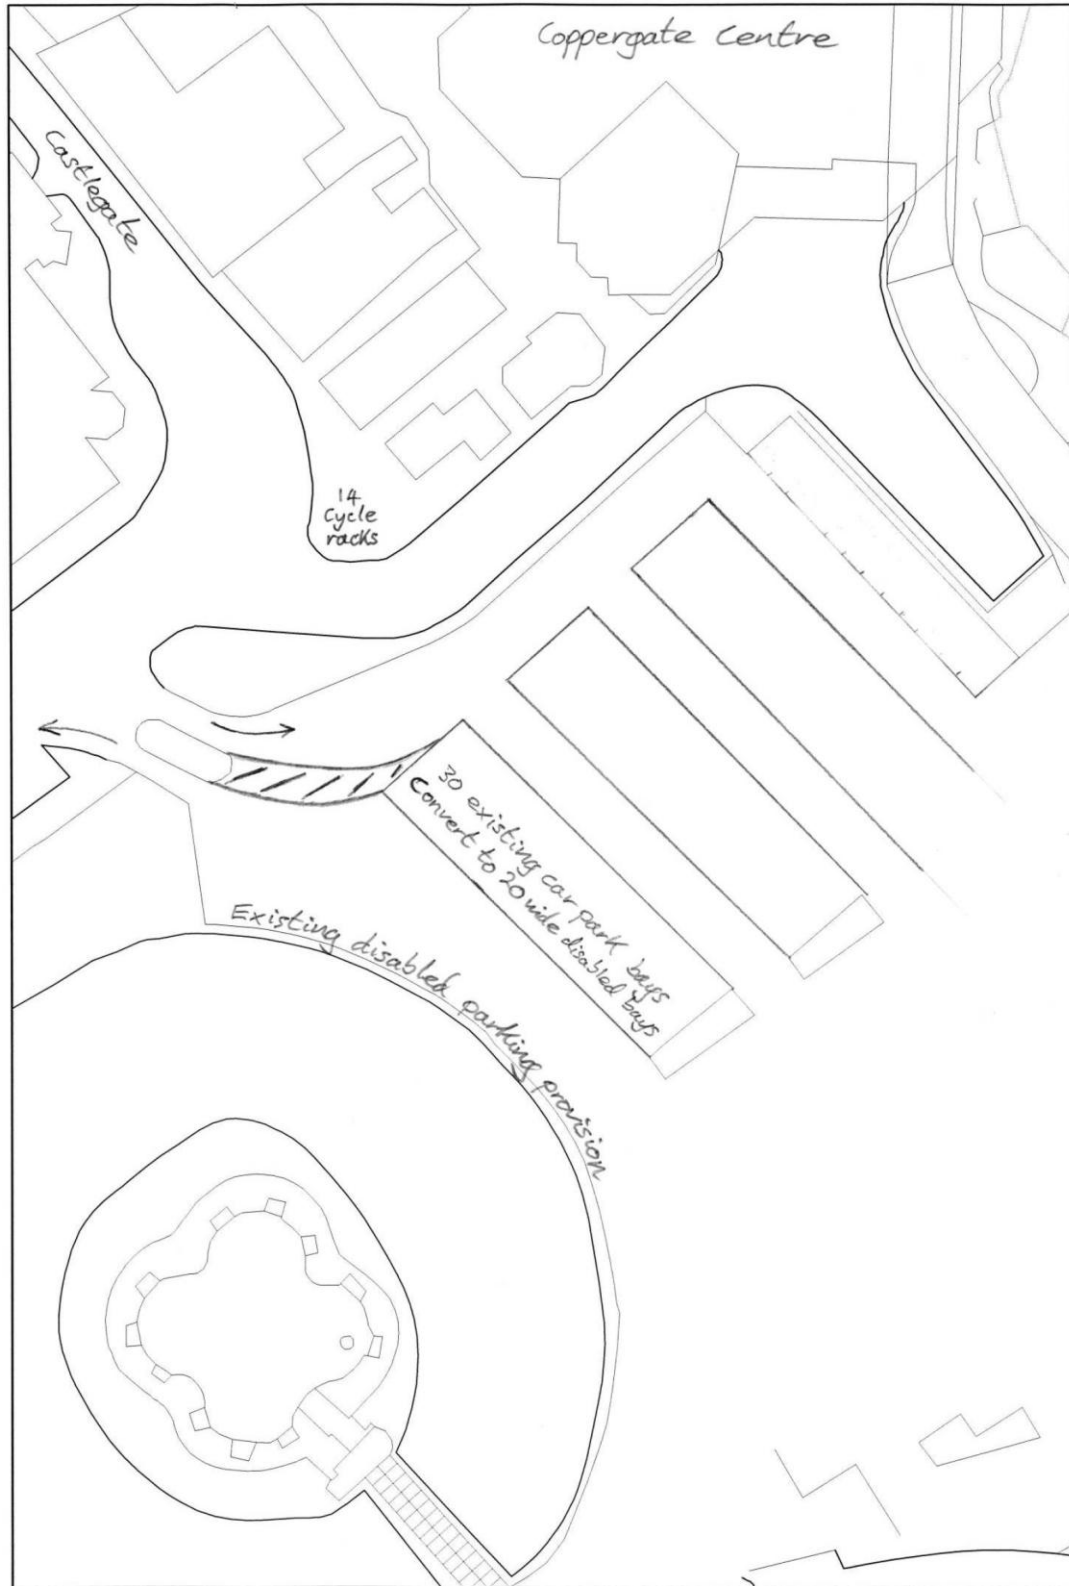 Coppergate Centre
Castlegate
14
Cycle
racks
30 existing car park bays
Convert to 20 wide disabled bays
Existing disabled parking provision